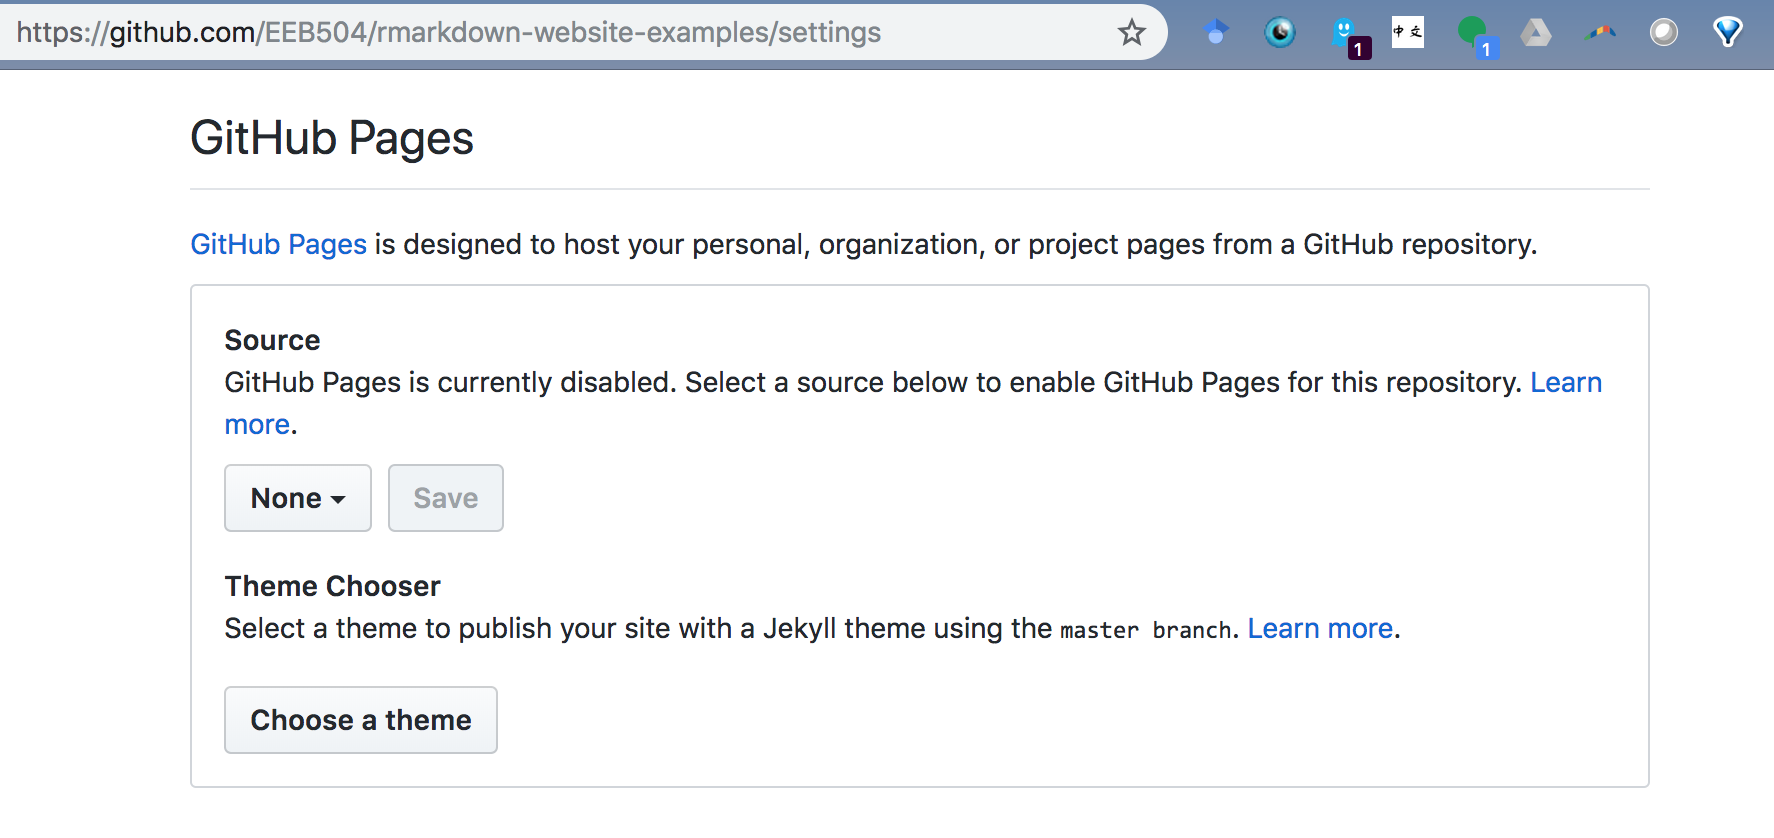 https://github.com/EEB504/rmarkdown-website-examples/settings
1
中文
1
GitHub Pages
GitHub Pages is designed to host your personal, organization, or project pages from a GitHub repository.
Source
GitHub Pages is currently disabled. Select a source below to enable GitHub Pages for this repository. Learn
more.
None
Save
Theme Chooser
Select a theme to publish your site with a Jekyll theme using the master branch. Learn more.
Choose a theme